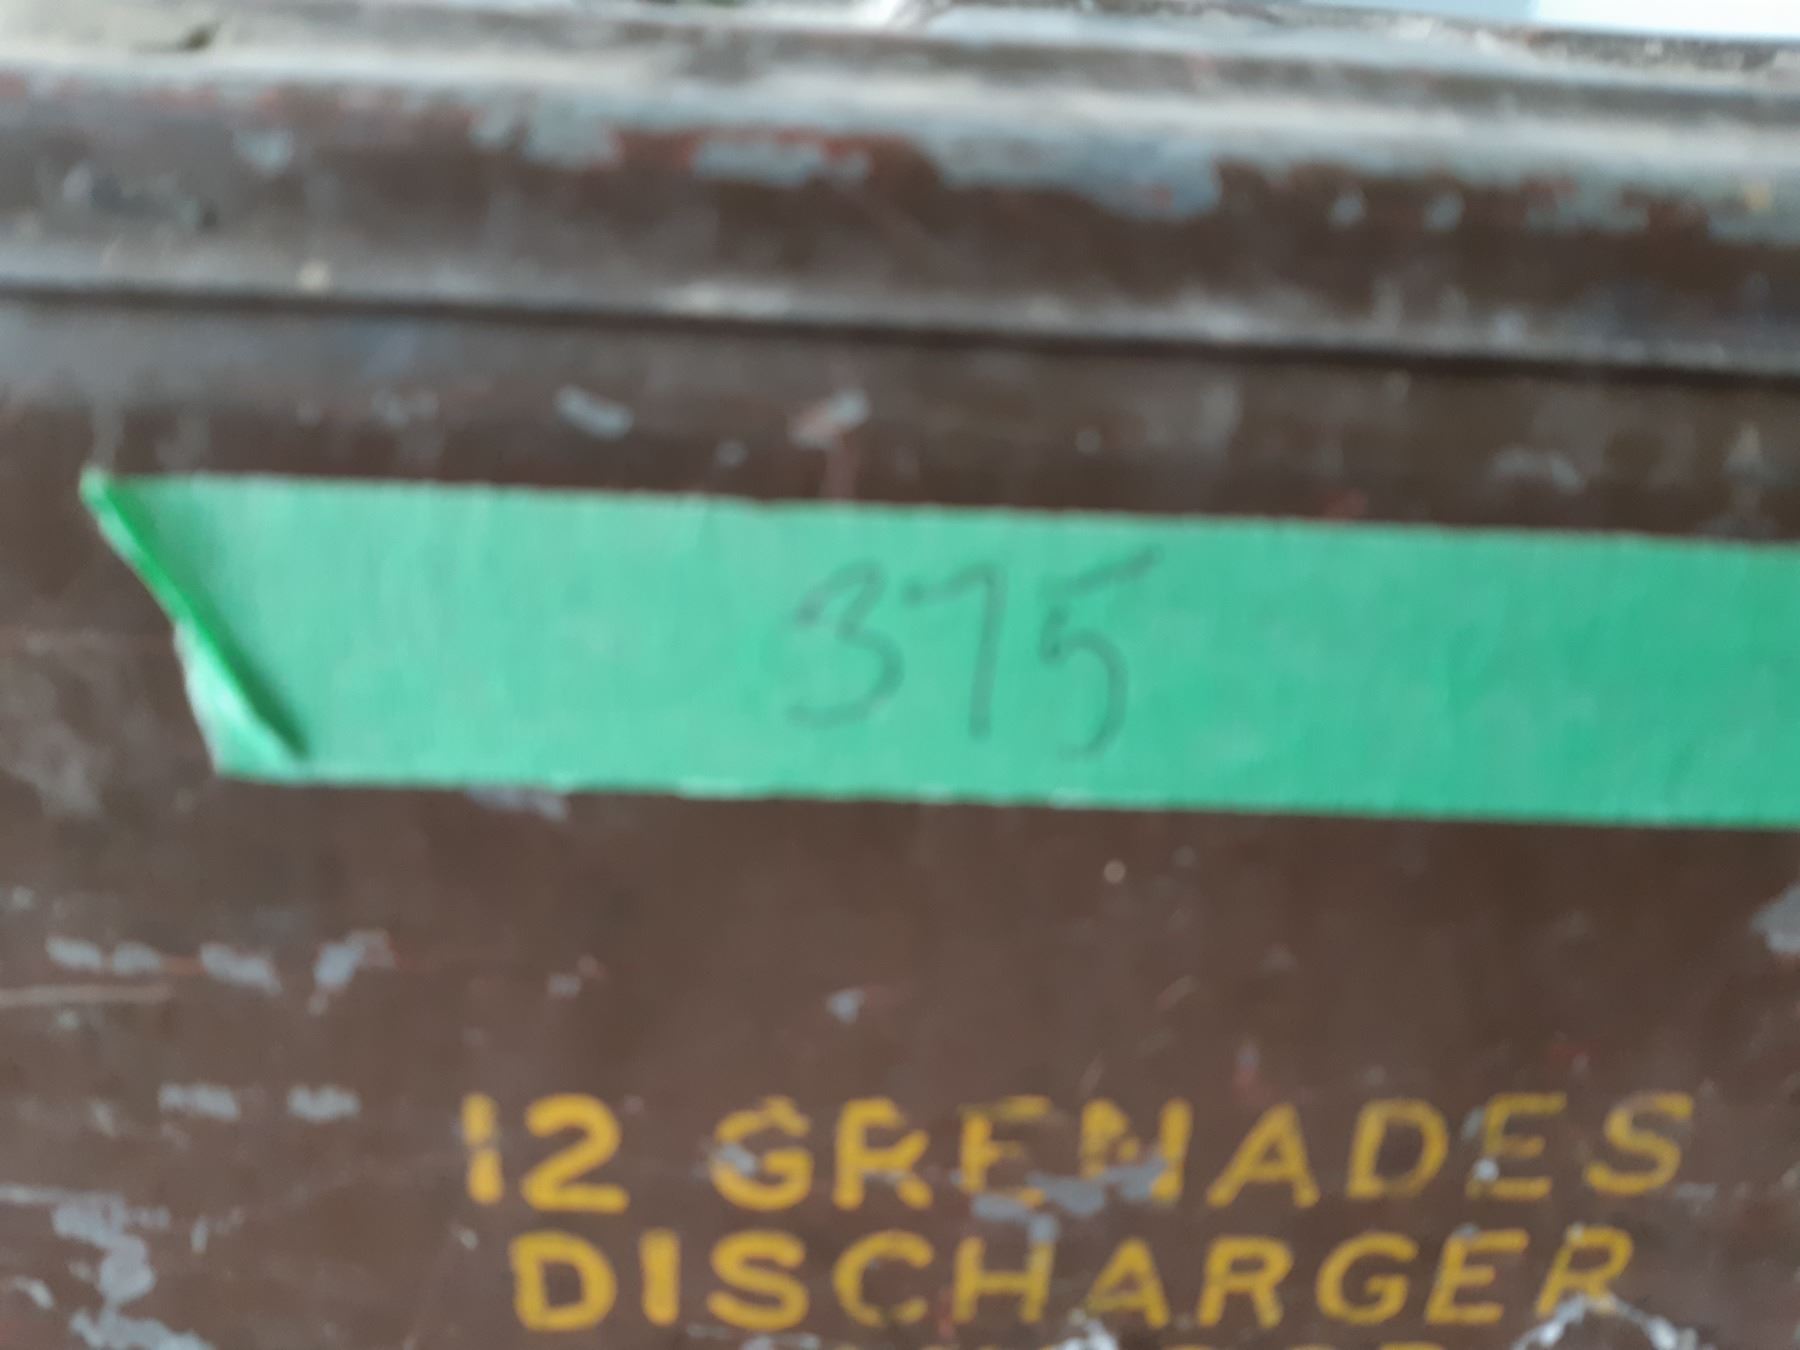 375
12 GRENADES
DISCHARGER